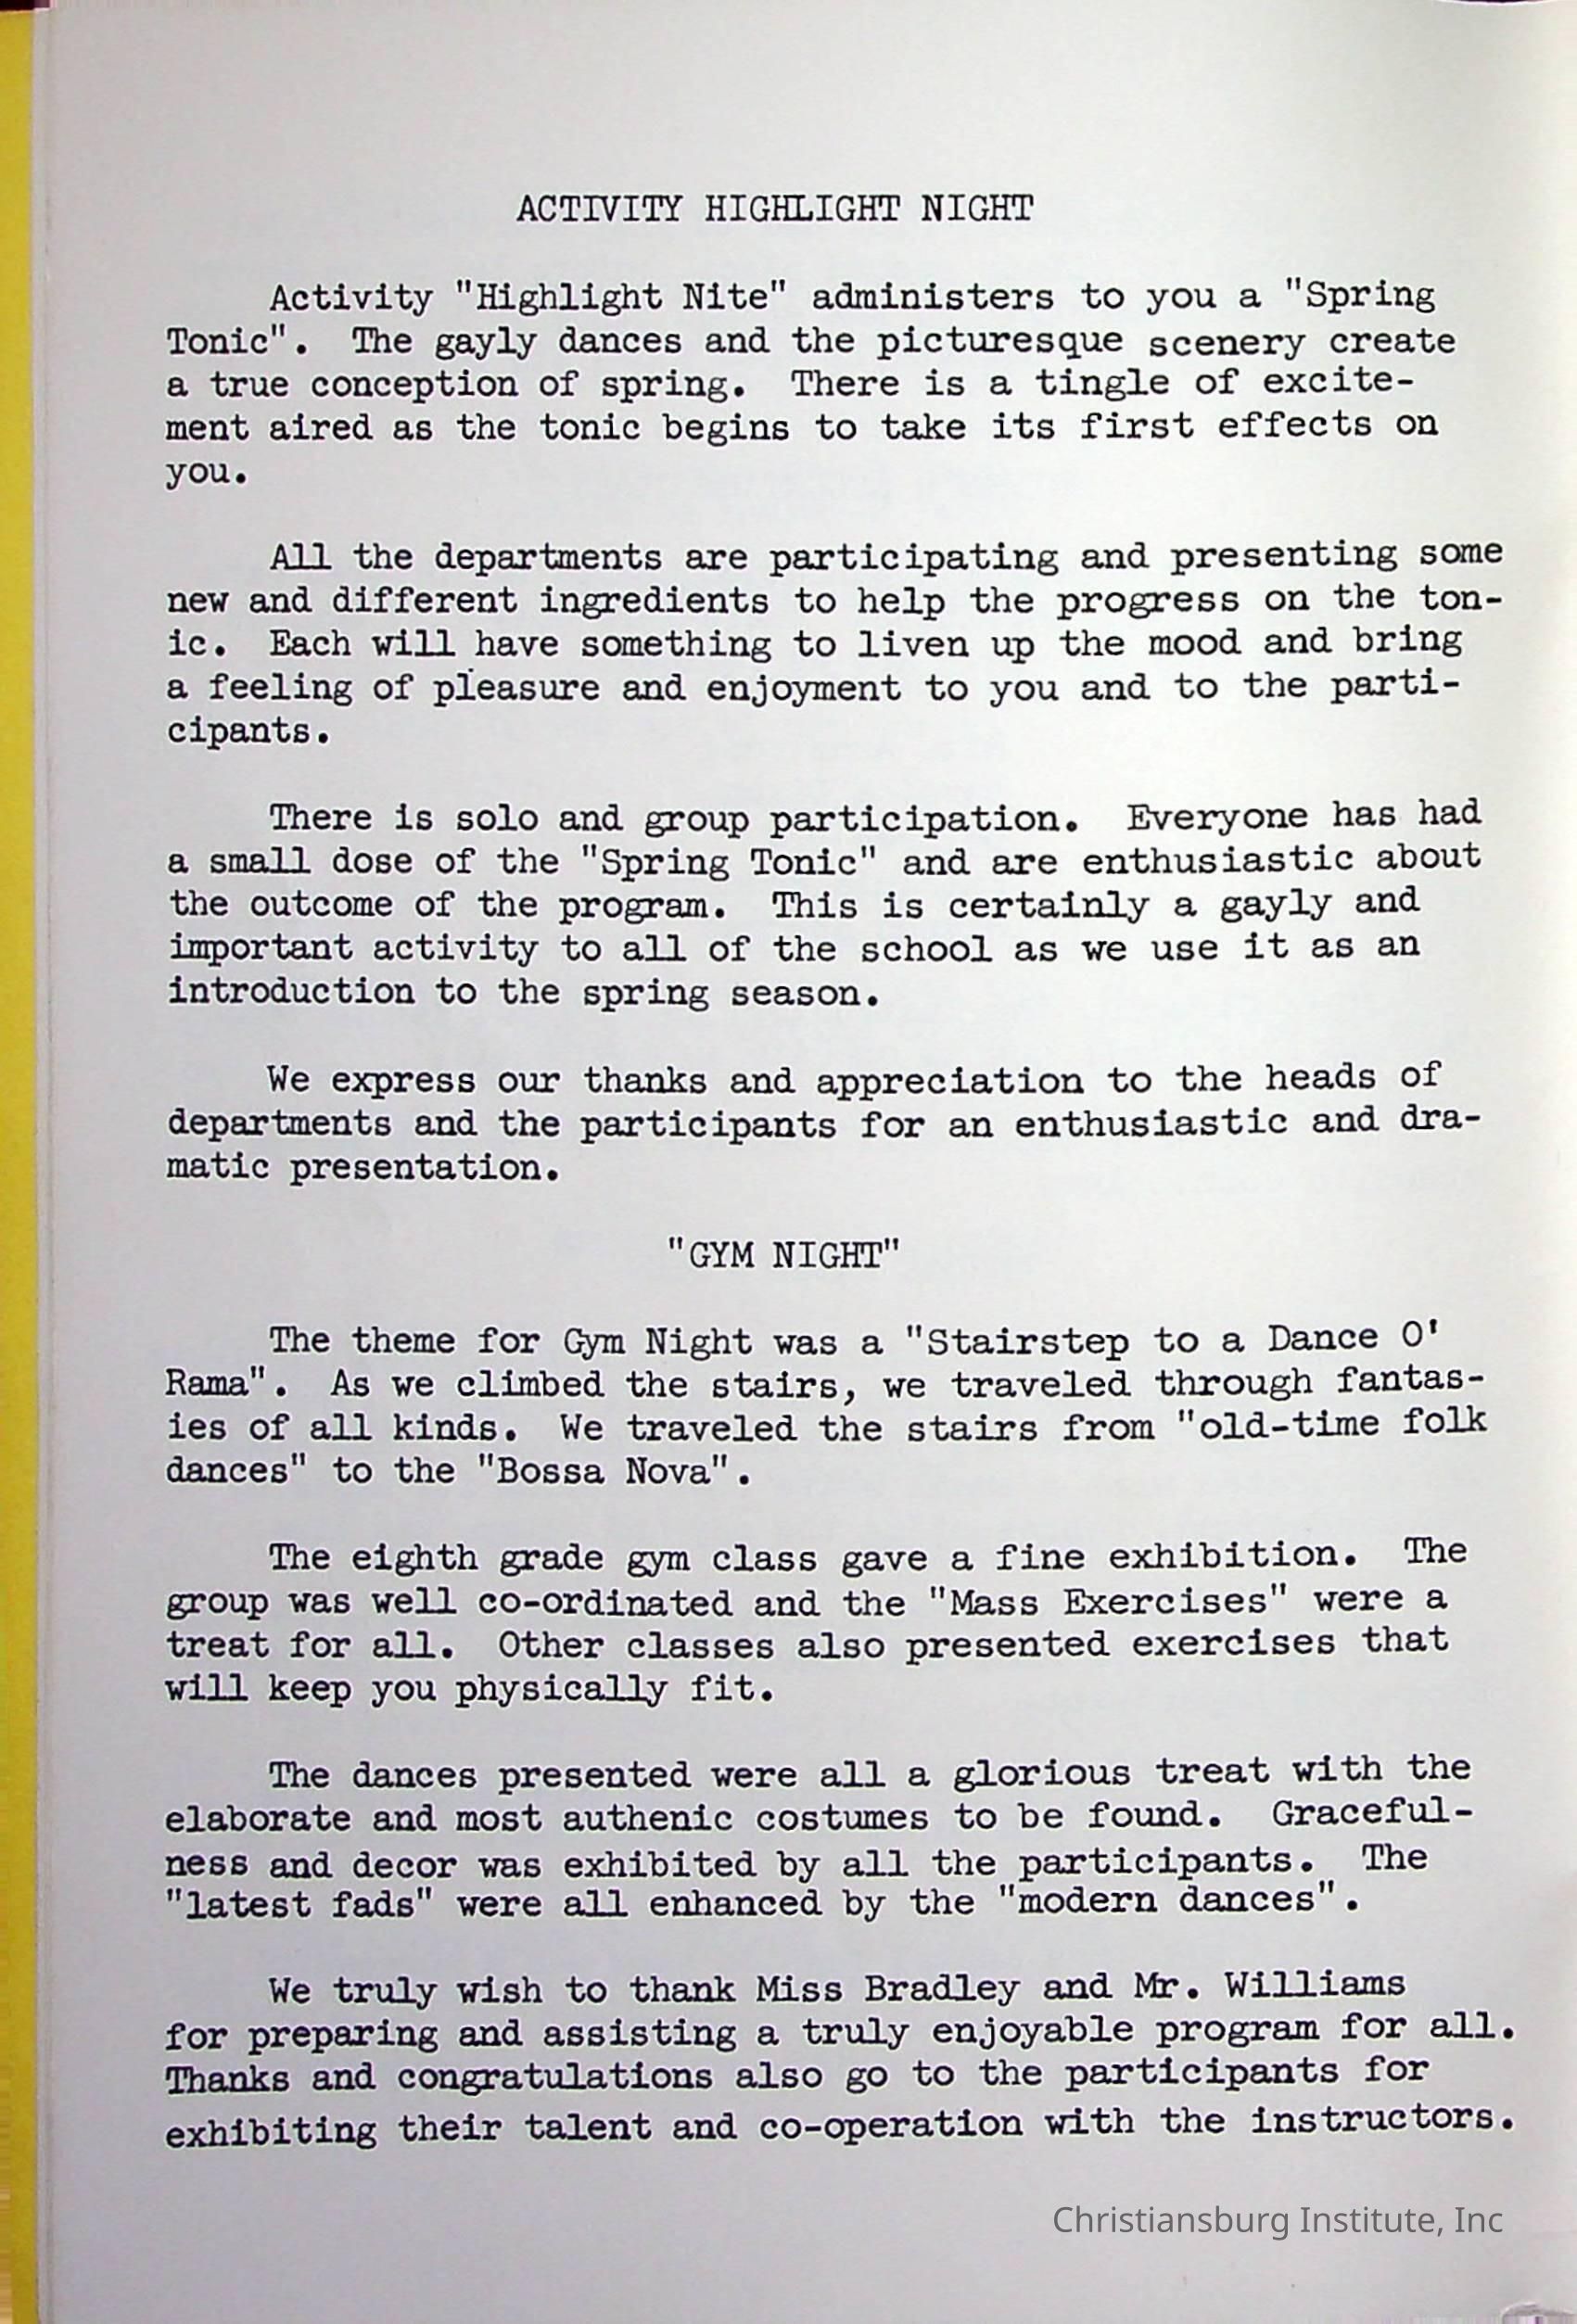 ACTIVITY HIGHLIGHT NIGHT
Activity "Highlight Nite" administers to you a "Spring
Tonic". The gayly dances and the picturesque scenery create
a true conception of spring. There is a tingle of excite-
ment aired as the tonic begins to take its first effects on
you.
All the departments are participating and presenting some
new and different ingredients to help the progress on the ton-
ic. Each will have something to liven up the mood and bring
a feeling of pleasure and enjoyment to you and to the parti-
cipants.
There is solo and group participation. Everyone has had
a small dose of the "Spring Tonic" and are enthusiastic about
the outcome of the program. This is certainly a gayly and
important activity to all of the school as we use it as an
introduction to the spring season.
We express our thanks and appreciation to the heads of
departments and the participants for an enthusiastic and dra-
matic presentation.
"GYM NIGHT"
The theme for Gym Night was a "Stairstep to a Dance O'
Rama". As we climbed the stairs, we traveled through fantas-
ies of all kinds. We traveled the stairs from "old-time folk
dances" to the "Bossa Nova".
The eighth grade gym class gave a fine exhibition. The
group was well co-ordinated and the "Mass Exercises" were a
treat for all. Other classes also presented exercises that
will keep you physically fit.
The dances presented were all a glorious treat with the
elaborate and most authenic costumes to be found. Graceful-
ness and decor was exhibited by all the participants. The
"latest fads" were all enhanced by the "modern dances".
We truly wish to thank Miss Bradley and Mr. Williams
for preparing and assisting a truly enjoyable program for all.
Thanks and congratulations also go to the participants for
exhibiting their talent and co-operation with the instructors.
Christiansburg Institute, Inc